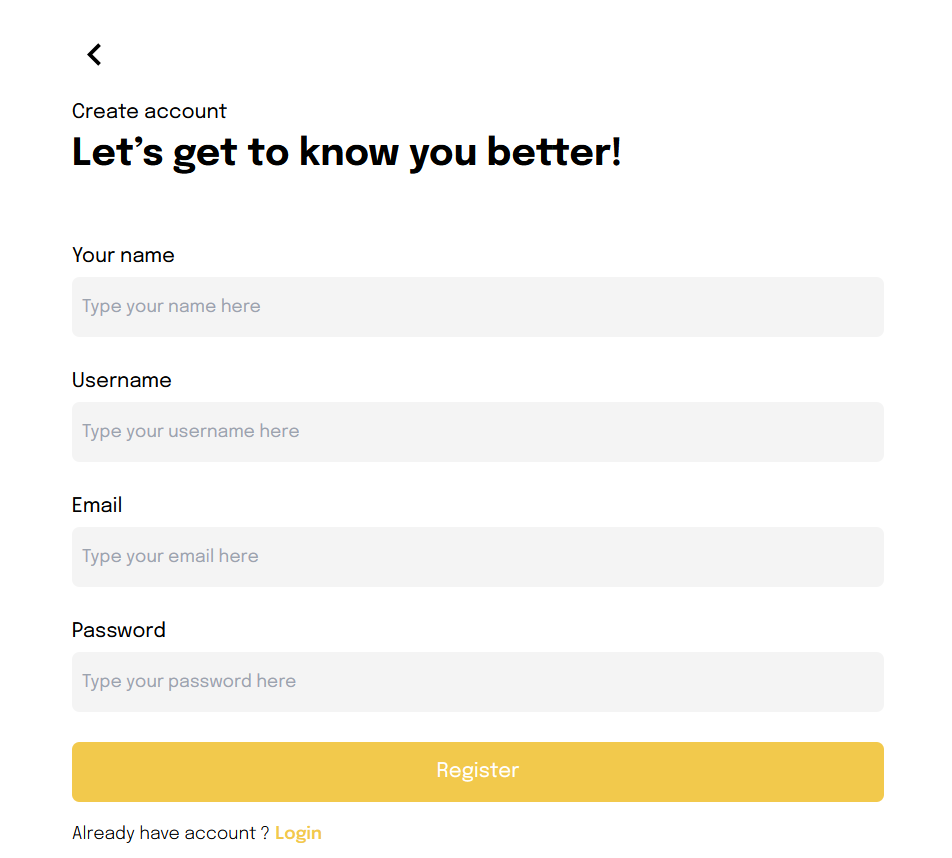 Create account
Let’s get to know you better!
Your name
Type your name here
Username
Type your username here
Email
Type your email here
Password
Type your password here
Register
Already have account ? Login